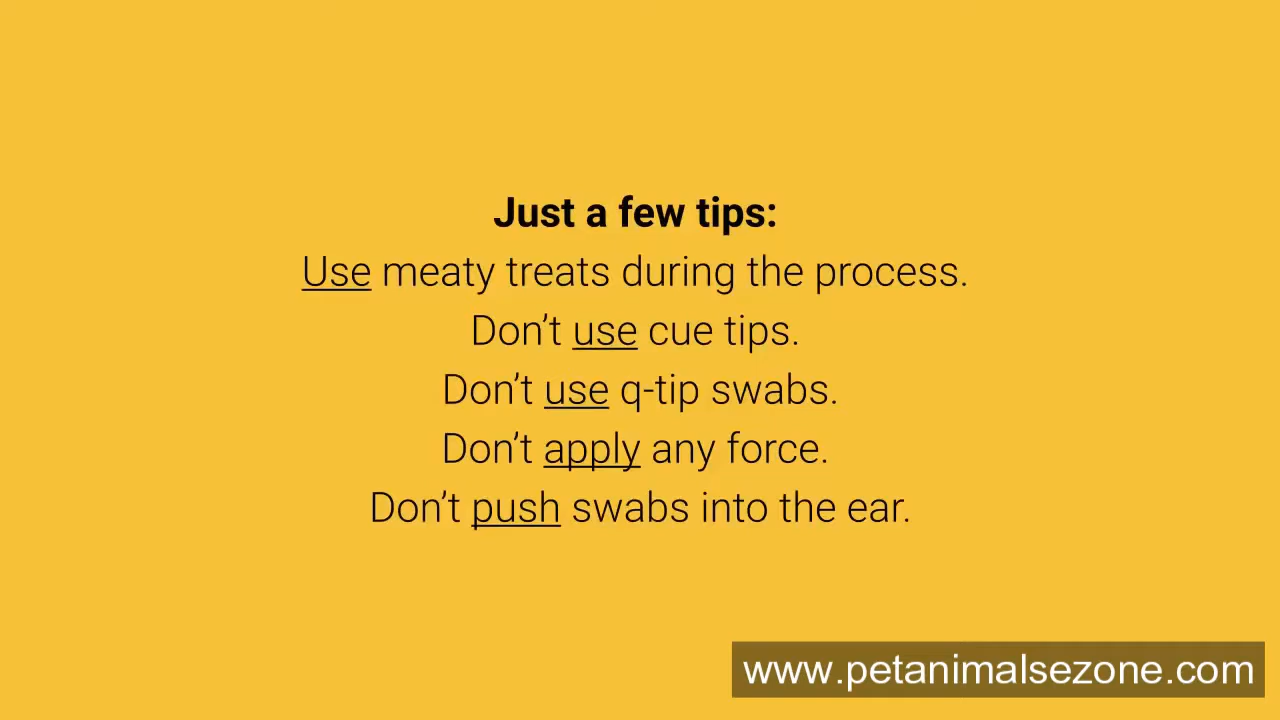 Just a few tips:
Use meaty treats during the process.
Don’t use cue tips.
Don’t use q-tip swabs.
Don’t apply any force.
Don’t push swabs into the ear.
www.petanimalsezone.com